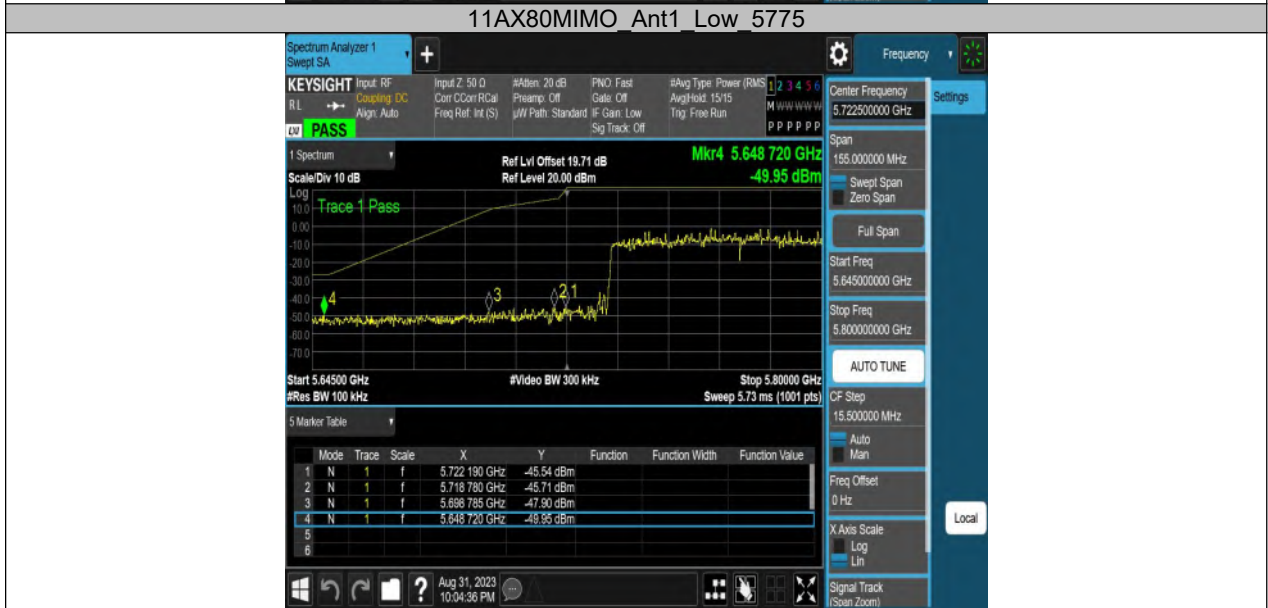 11AX80MIMO_Ant1_Low_5775
Spectrum Analyzer 1
Swept SA
+
Frequency
KEYSIGHT
RL
PASS
Input: RF
Coupling: DC
Align: Auto
Input Z: 50 Ω
Corr CCorr RCal
Freq Ref: Int (S)
#Atten: 20 dB
Preamp: Off
µW Path: Standard
PNO: Fast
Gate: Off
IF Gain: Low
Sig Track: Off
#Avg Type: Power (RMS
Avg|Hold: 15/15
Trig: Free Run
1 2 3 4 5 6
M W W W W W
P P P P P P
1 Spectrum
Scale/Div 10 dB
Ref Lvl Offset 19.71 dB
Ref Level 20.00 dBm
Mkr4 5.648 720 GHz
-49.95 dBm
Log
Trace 1 Pass
10.0
0.00
-10.0
-20.0
-30.0
-40.0
-50.0
-60.0
-70.0
4
3
2
1
Start 5.64500 GHz
#Res BW 100 kHz
#Video BW 300 kHz
Stop 5.80000 GHz
Sweep 5.73 ms (1001 pts)
5 Marker Table
Mode Trace Scale X Y Function Function Width Function Value
1 N 1 f 5.722 190 GHz -45.54 dBm
2 N 1 f 5.718 780 GHz -45.71 dBm
3 N 1 f 5.698 785 GHz -47.90 dBm
4 N 1 f 5.648 720 GHz -49.95 dBm
5
6
?
Aug 31, 2023
10:04:36 PM
Center Frequency
5.722500000 GHz
Settings
Span
155.000000 MHz
Swept Span
Zero Span
Full Span
Start Freq
5.645000000 GHz
Stop Freq
5.800000000 GHz
AUTO TUNE
CF Step
15.500000 MHz
Auto
Man
Freq Offset
0 Hz
X Axis Scale
Log
Lin
Local
Signal Track
(Span Zoom)